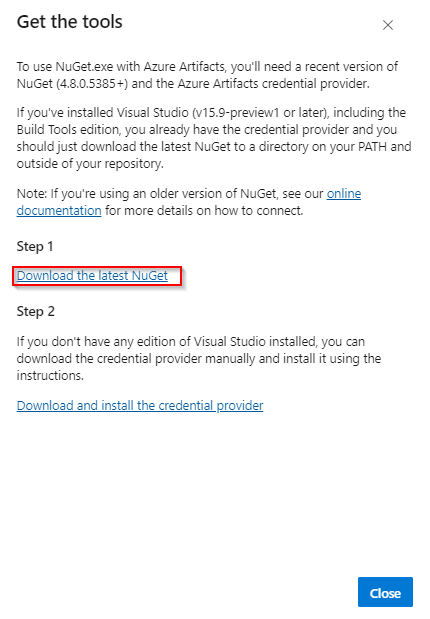 Get the tools
To use NuGet.exe with Azure Artifacts, you'll need a recent version of
NuGet (4.8.0.5385+) and the Azure Artifacts credential provider.
If you've installed Visual Studio (v15.9-preview1 or later), including the
Build Tools edition, you already have the credential provider and you
should just download the latest NuGet to a directory on your PATH and
outside of your repository.
Note: If you're using an older version of NuGet, see our online
documentation for more details on how to connect.
Step 1
Download the latest NuGet
Step 2
If you don't have any edition of Visual Studio installed, you can
download the credential provider manually and install it using the
instructions.
Download and install the credential provider
Close